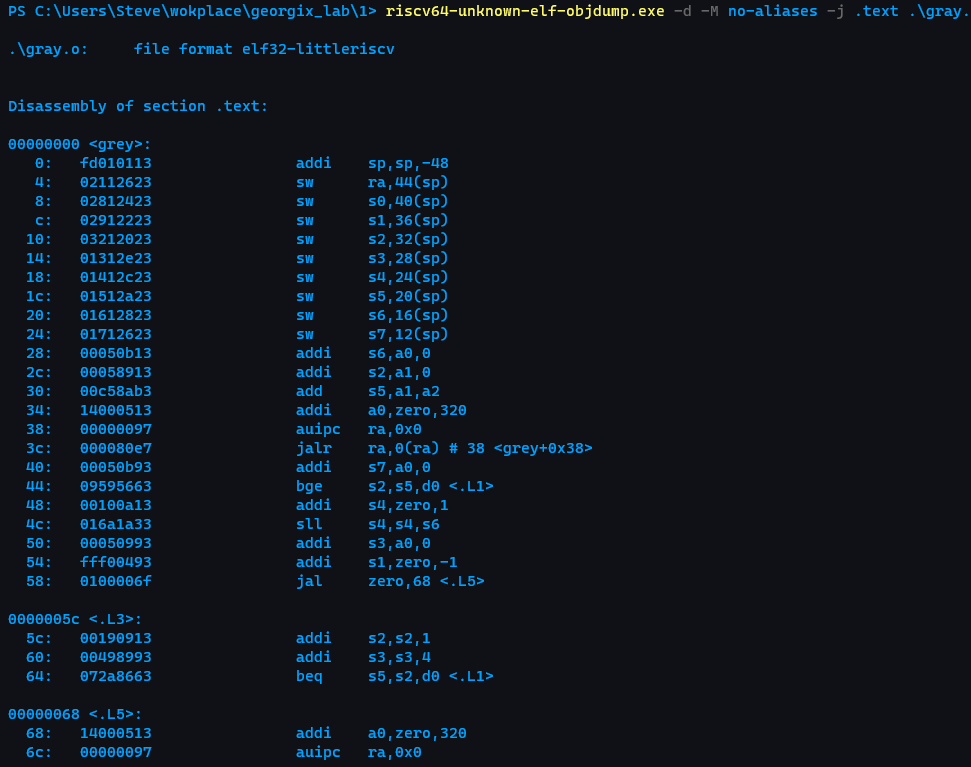 PS C:\Users\Steve\wokplace\georgix_lab\1> riscv64-unknown-elf-objdump.exe -d -M no-aliases -j .text .\gray.
.\gray.o:     file format elf32-littleriscv
Disassembly of section .text:
00000000 <grey>:
   0:	fd010113          	addi	sp,sp,-48
   4:	02112623          	sw	ra,44(sp)
   8:	02812423          	sw	s0,40(sp)
   c:	02912223          	sw	s1,36(sp)
  10:	03212023          	sw	s2,32(sp)
  14:	01312e23          	sw	s3,28(sp)
  18:	01412c23          	sw	s4,24(sp)
  1c:	01512a23          	sw	s5,20(sp)
  20:	01612823          	sw	s6,16(sp)
  24:	01712623          	sw	s7,12(sp)
  28:	00050b13          	addi	s6,a0,0
  2c:	00058913          	addi	s2,a1,0
  30:	00c58ab3          	add	s5,a1,a2
  34:	14000513          	addi	a0,zero,320
  38:	00000097          	auipc	ra,0x0
  3c:	000080e7          	jalr	ra,0(ra) # 38 <grey+0x38>
  40:	00050b93          	addi	s7,a0,0
  44:	09595663          	bge	s2,s5,d0 <.L1>
  48:	00100a13          	addi	s4,zero,1
  4c:	016a1a33          	sll	s4,s4,s6
  50:	00050993          	addi	s3,a0,0
  54:	fff00493          	addi	s1,zero,-1
  58:	0100006f          	jal	zero,68 <.L5>
0000005c <.L3>:
  5c:	00190913          	addi	s2,s2,1
  60:	00498993          	addi	s3,s3,4
  64:	072a8663          	beq	s5,s2,d0 <.L1>
00000068 <.L5>:
  68:	14000513          	addi	a0,zero,320
  6c:	00000097          	auipc	ra,0x0